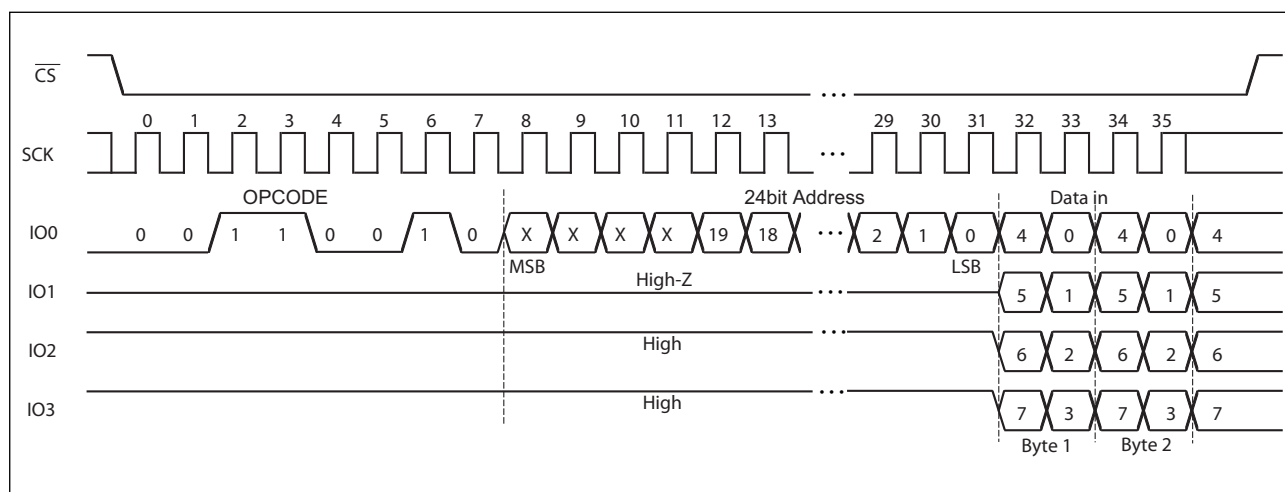 CS
0 1 2 3 4 5 6 7 8 9 10 11 12 13 ... 29 30 31 32 33 34 35
SCK
OPCODE 24bit Address Data in
IO0 0 0 1 1 0 0 1 0 X X X X 19 18 ... 2 1 0 4 0 4 0 4
MSB LSB
IO1 High-Z ... 5 1 5 1 5
IO2 High ... 6 2 6 2 6
IO3 High ... 7 3 7 3 7
Byte 1 Byte 2